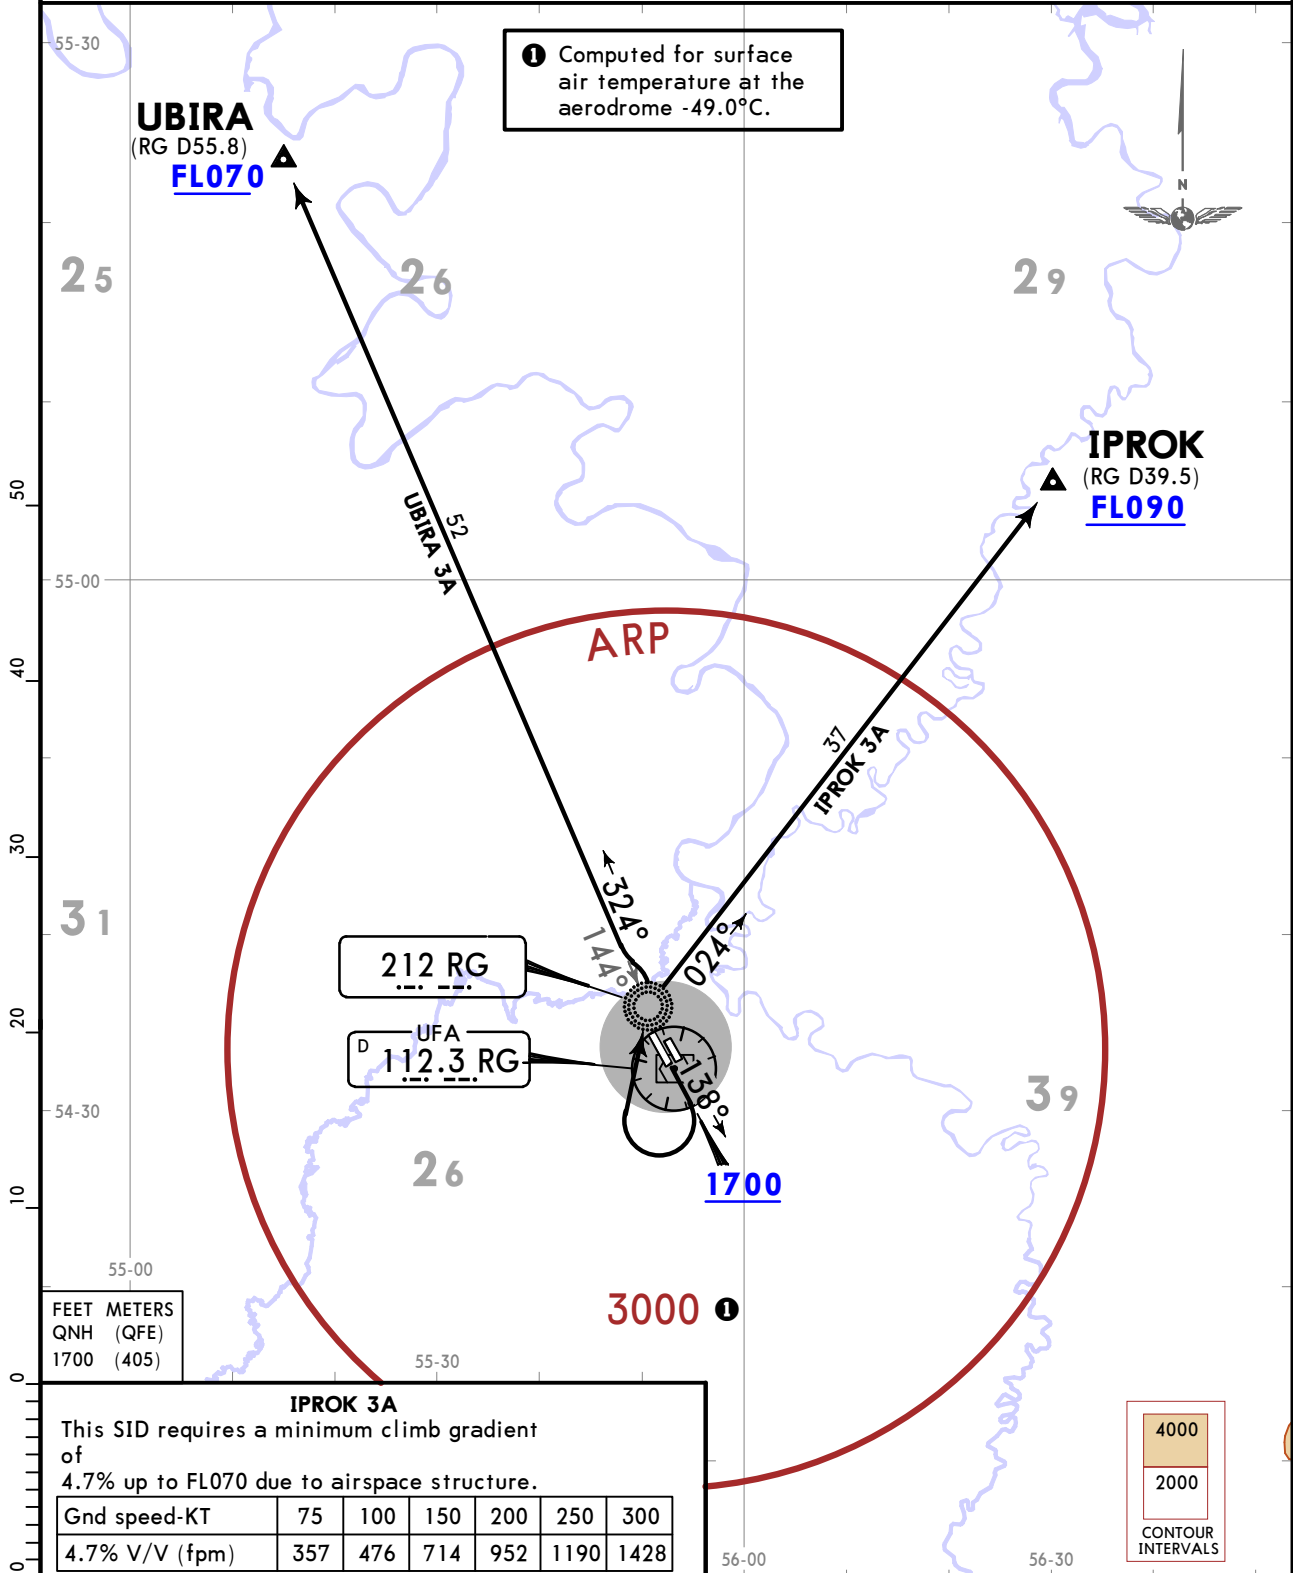 55-30
❶ Computed for surface
air temperature at the
aerodrome -49.0°C.
UBIRA
(RG D55.8)
FL070
N
25
26
29
IPROK
(RG D39.5)
FL090
50
52
UBIRA 3A
55-00
ARP
40
37
IPROK 3A
30
324°
144°
024°
31
212 RG
20
UFA
D 112.3 RG
138°
54-30
39
26
1700
10
55-00
3000 ❶
FEET METERS
QNH (QFE)
1700 (405)
55-30
0
IPROK 3A
This SID requires a minimum climb gradient
of
4.7% up to FL070 due to airspace structure.
Gnd speed-KT 75 100 150 200 250 300
4.7% V/V (fpm) 357 476 714 952 1190 1428
0
56-00
56-30
4000
2000
CONTOUR
INTERVALS